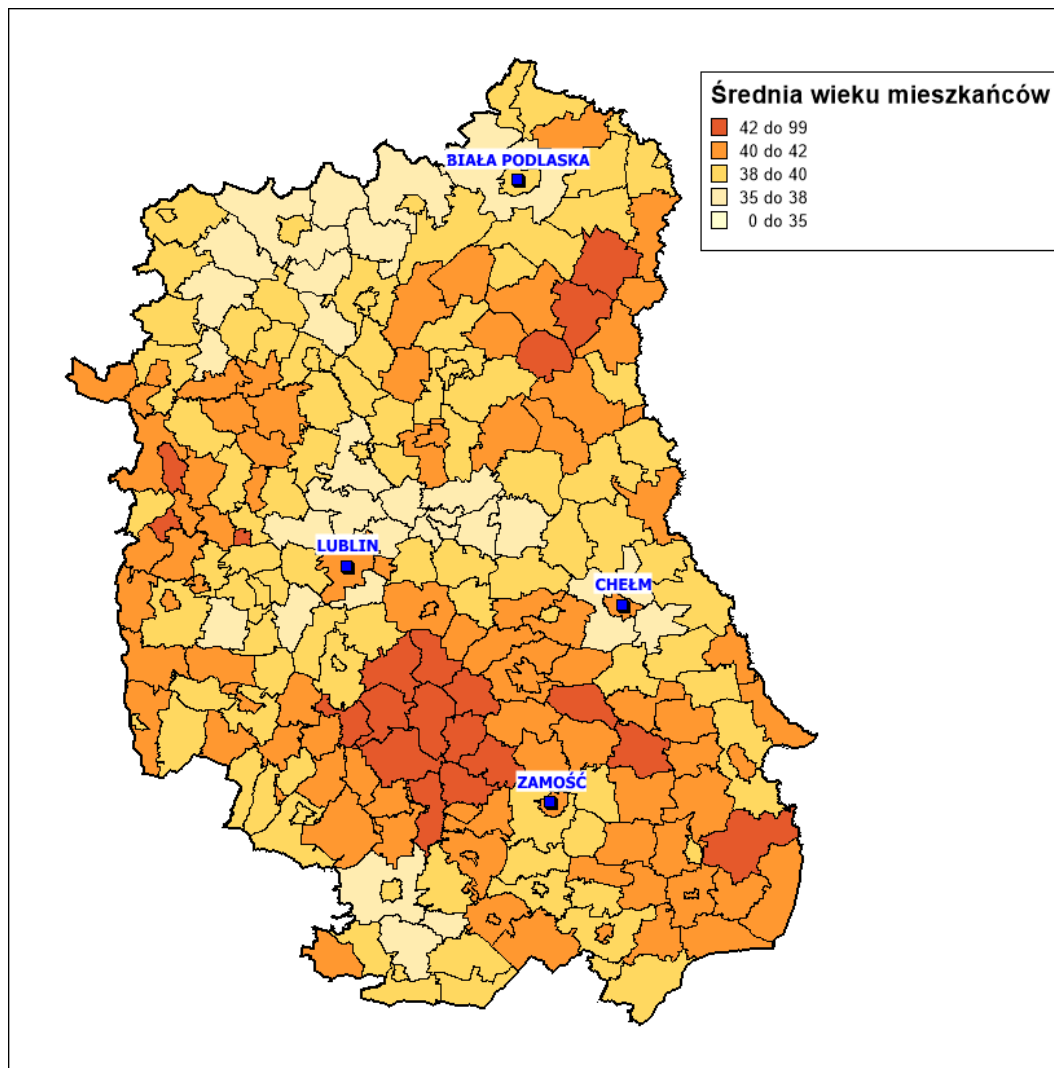 Średnia wieku mieszkańców
42 do 99
40 do 42
38 do 40
35 do 38
0 do 35
BIAŁA PODLASKA
LUBLIN
CHEŁM
ZAMOŚĆ